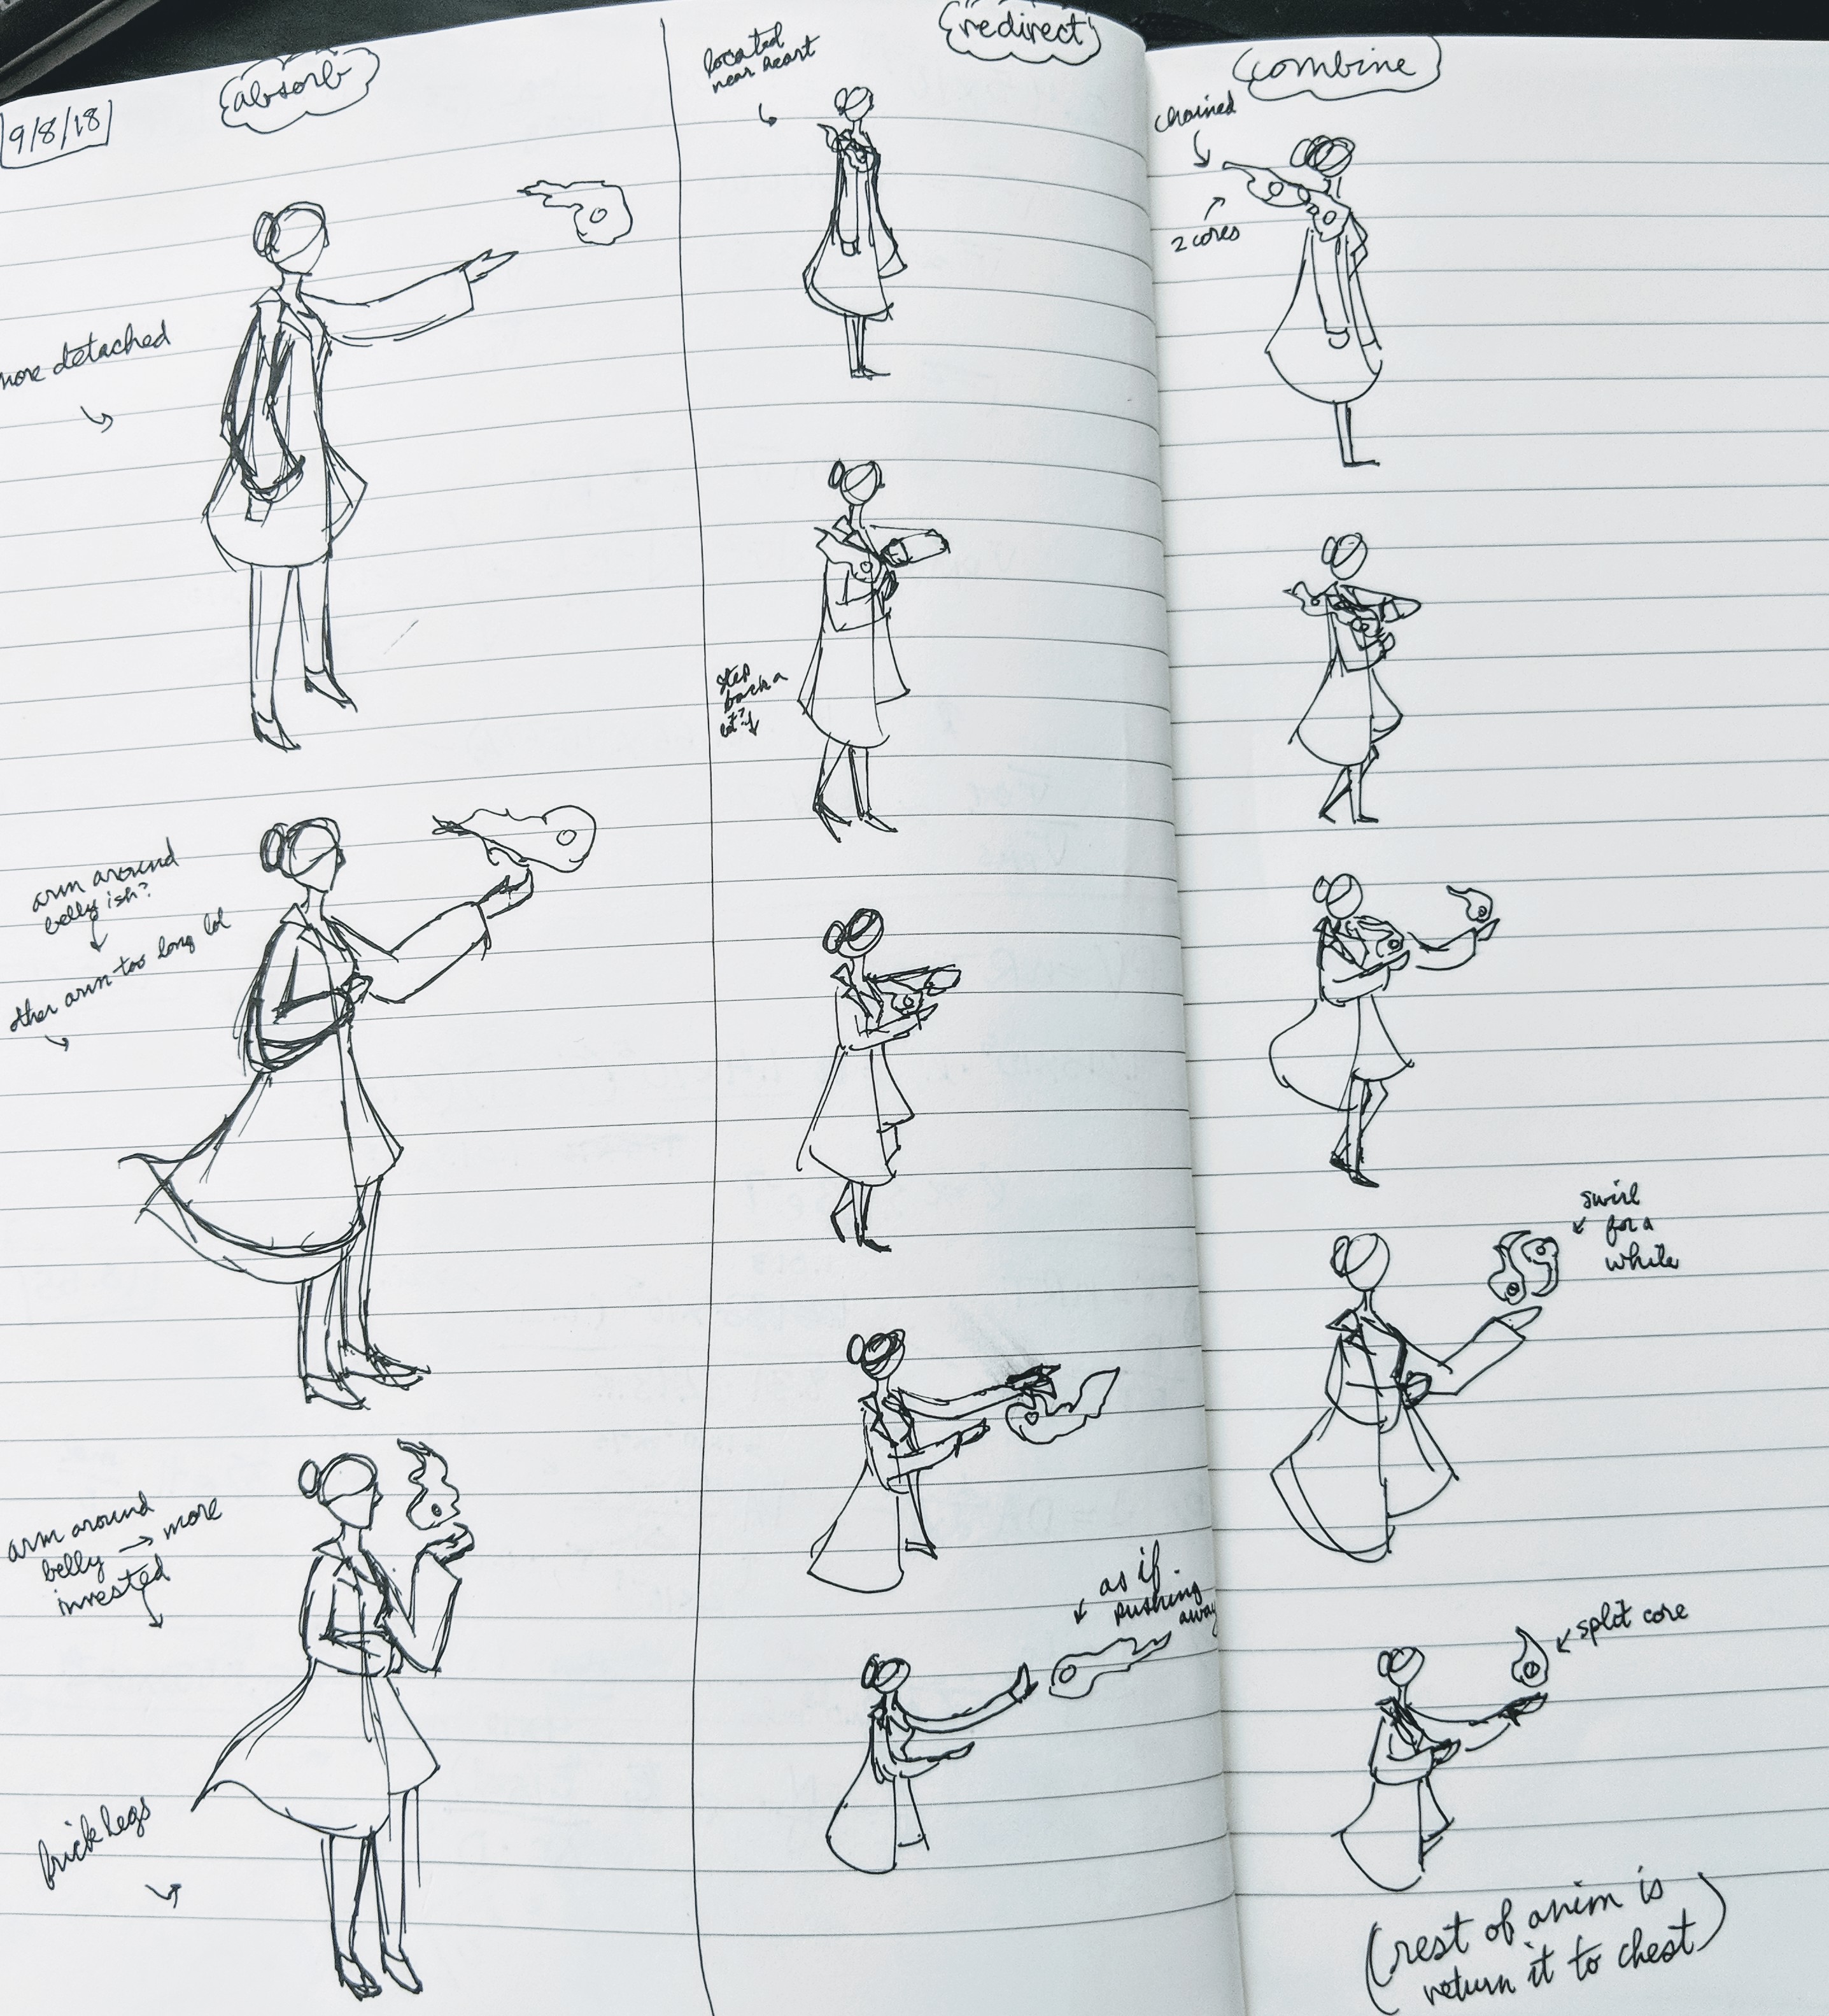 9/8/18
absorb
more detached
arm around
belly ish?
other arm too long lol
arm around
belly → more
invested
brick legs
redirect
located
near heart
step
back a
lot?
as if
pushing
away
combine
chained
2 cores
swirl
for a
while
split core
(rest of anim is
return it to chest)